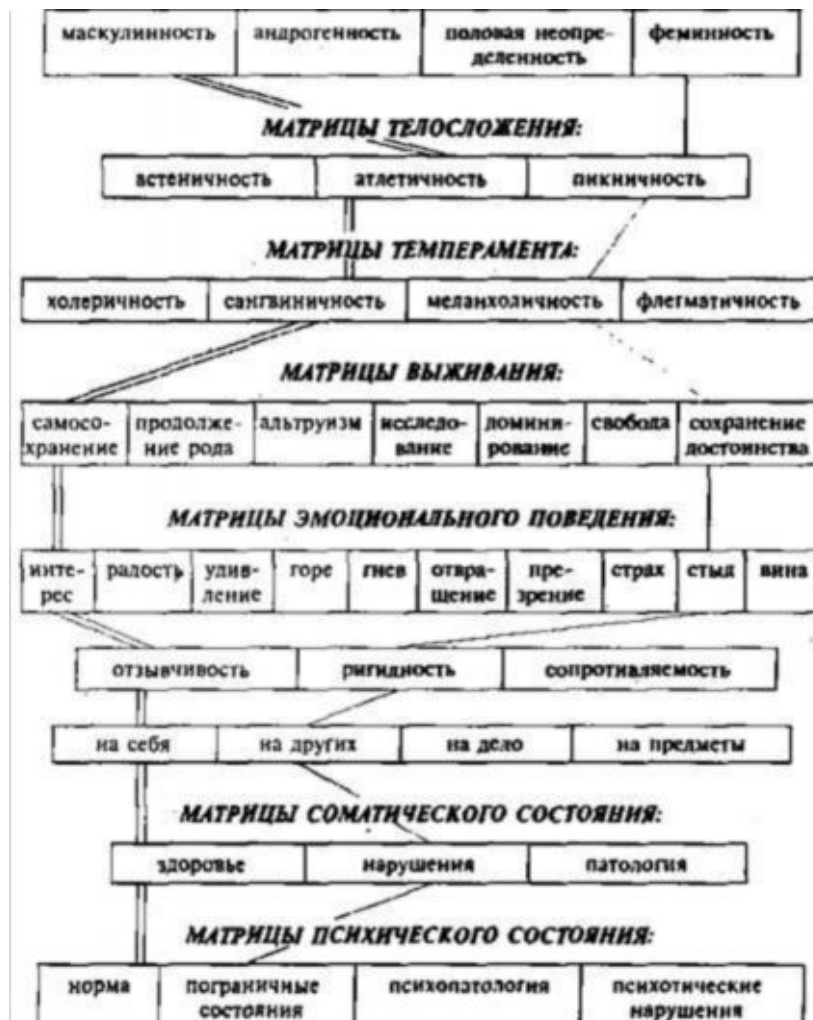 маскулинность андрогенность половая неопре- феминность
деленность
МАТРИЦЫ ТЕЛОСЛОЖЕНИЯ:
астеничность атлетичность пикничность
МАТРИЦЫ ТЕМПЕРАМЕНТА:
холеричность сангвиничность меланхоличность флегматичность
МАТРИЦЫ ВЫЖИВАНИЯ:
самосо- продолже- альтруизм исследо- домини- свобода сохранение
хранение ние рода вание рование достоинства
МАТРИЦЫ ЭМОЦИОНАЛЬНОГО ПОВЕДЕНИЯ:
инте- радость удив- горе гнев отвра- пре- страх стыд вина
рес ление щение зрение
отзывчивость ригидность сопротивляемость
на себя на других на дело на предметы
МАТРИЦЫ СОМАТИЧЕСКОГО СОСТОЯНИЯ:
здоровье нарушения патология
МАТРИЦЫ ПСИХИЧЕСКОГО СОСТОЯНИЯ:
норма пограничные психопатология психотические
состояния нарушения